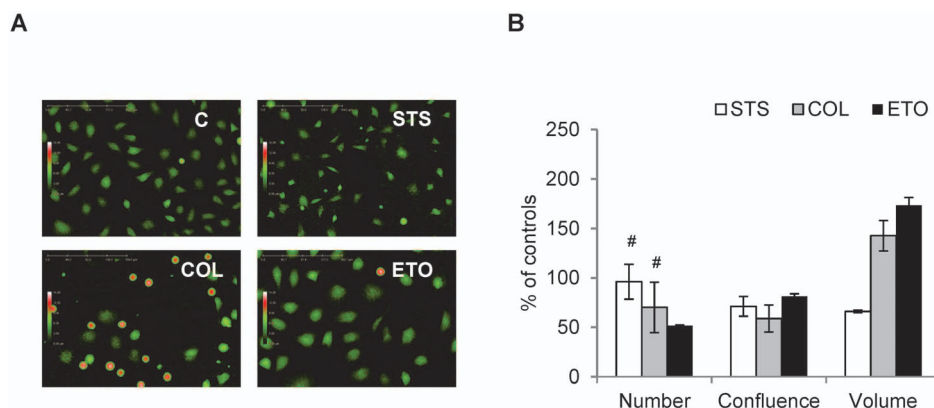 A
B
C
STS
COL
ETO
STS COL ETO
% of controls
250
200
150
100
50
0
# #
Number Confluence Volume